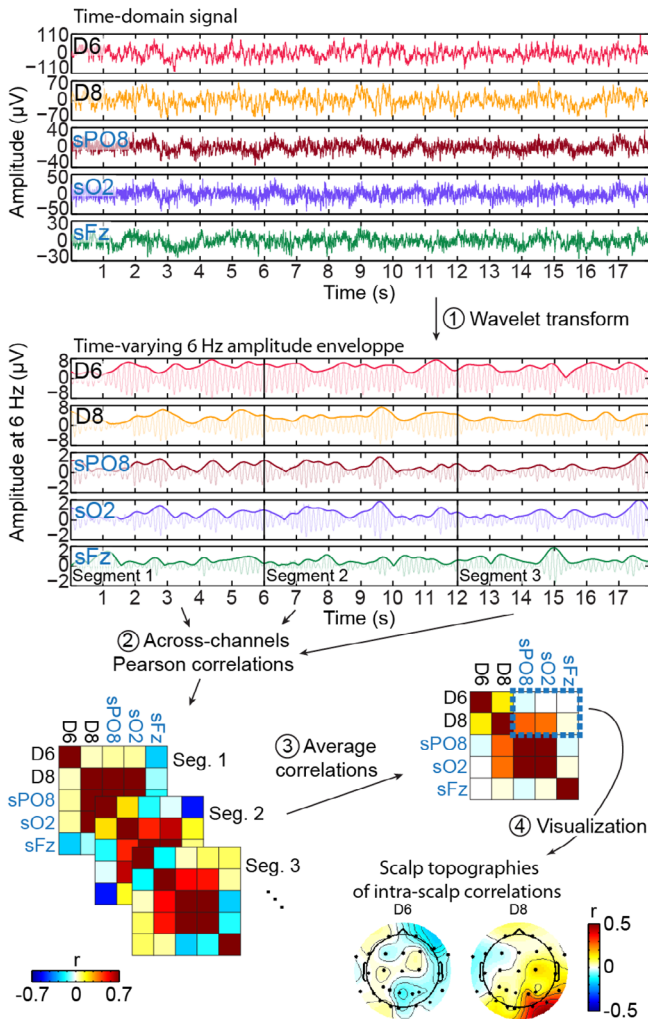 Time-domain signal
Amplitude (µV)
110
0
−110
D6
70
0
−70
D8
40
0
−40
sPO8
50
0
−50
sO2
30
0
−30
sFz
1 2 3 4 5 6 7 8 9 10 11 12 13 14 15 16 17
Time (s)
1 Wavelet transform
Time-varying 6 Hz amplitude enveloppe
Amplitude at 6 Hz (µV)
8
0
−8
D6
8
0
−8
D8
2
0
−2
sPO8
2
0
−2
sO2
2
0
−2
sFz
Segment 1 Segment 2 Segment 3
1 2 3 4 5 6 7 8 9 10 11 12 13 14 15 16 17
Time (s)
2 Across-channels
Pearson correlations
D6 D8 sPO8 sO2 sFz
D6
D8
sPO8
sO2
sFz
Seg. 1
Seg. 2
Seg. 3
r
−0.7 0.7
3 Average
correlations
D6 D8 sPO8 sO2 sFz
D6
D8
sPO8
sO2
sFz
4 Visualization
Scalp topographies
of intra-scalp correlations
D6 D8
r
0.5
0
−0.5